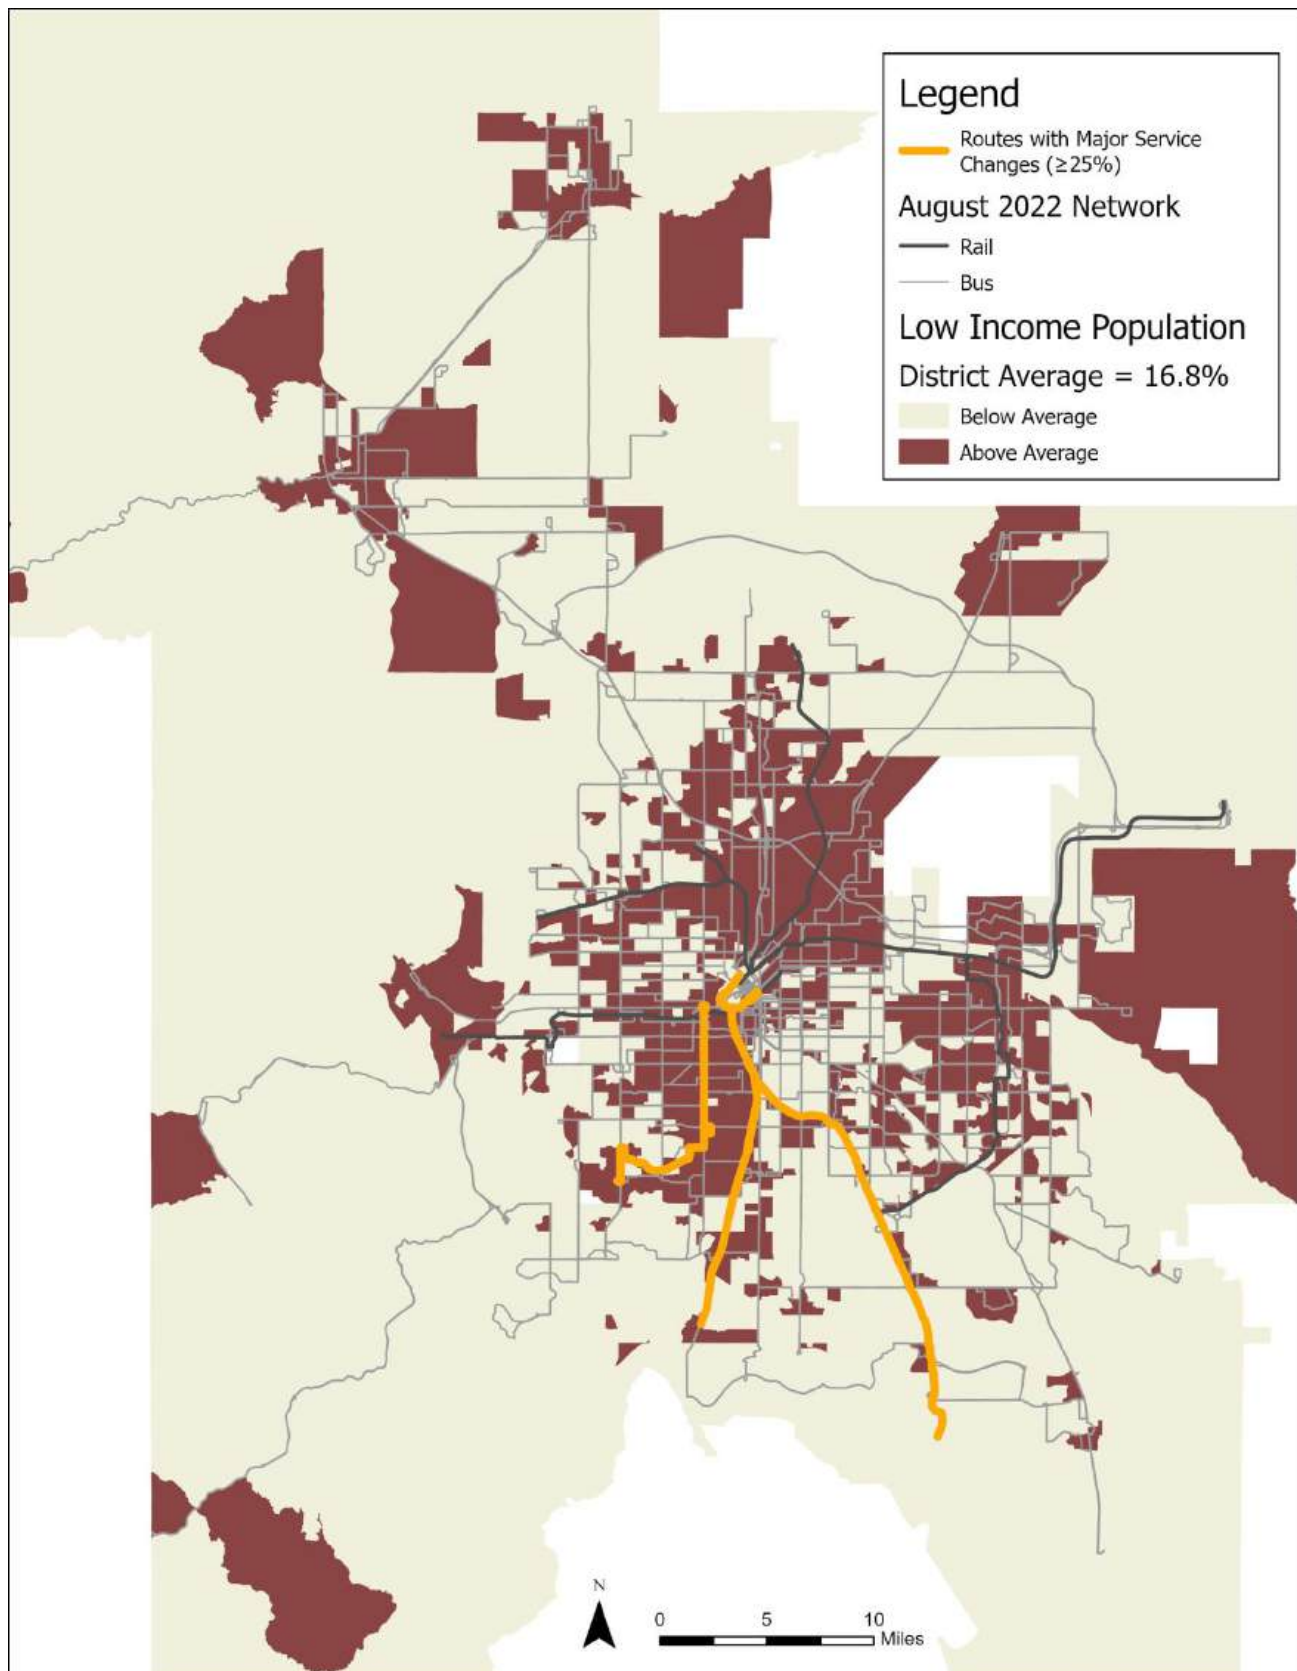 Legend
Routes with Major Service
Changes (≥25%)
August 2022 Network
Rail
Bus
Low Income Population
District Average = 16.8%
Below Average
Above Average
N
0 5 10
Miles